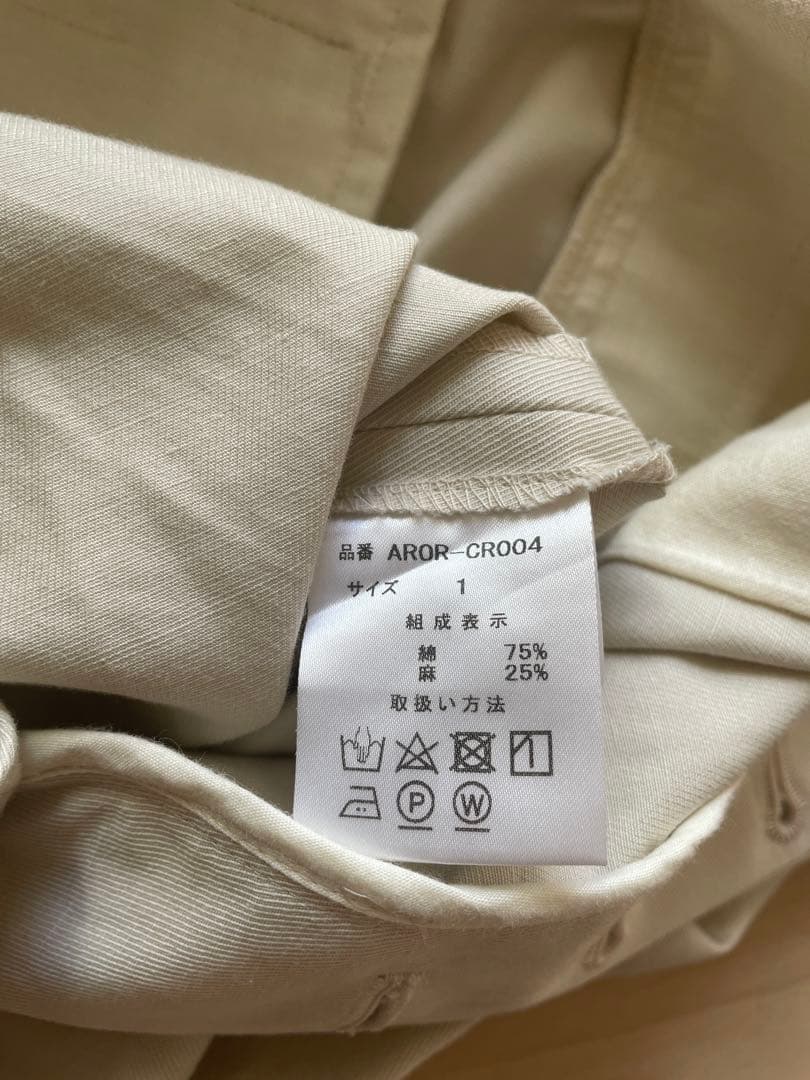 品番 AROR-CR004
サイズ 1
組成表示
綿 75%
麻 25%
取扱い方法
P W